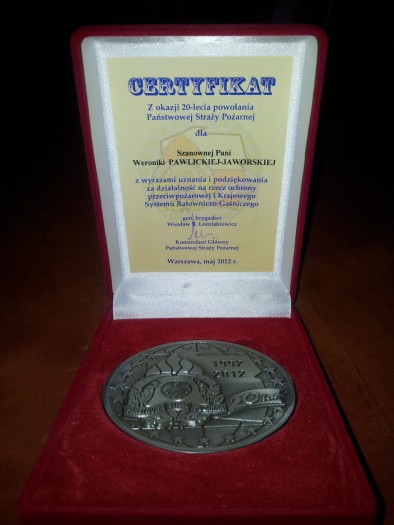 CERTYFIKAT
Z okazji 20-lecia powołania
Państwowej Straży Pożarnej
dla
Szanownej Pani
Weroniki PAWLICKIEJ-JAWORSKIEJ
z wyrazami uznania i podziękowania
za działalność na rzecz ochrony
przeciwpożarowej i Krajowego
Systemu Ratowniczo-Gaśniczego
gen. brygadier
Wiesław B. Leśniakiewicz
Komendant Główny
Państwowej Straży Pożarnej
Warszawa, maj 2012 r.
1992
2012